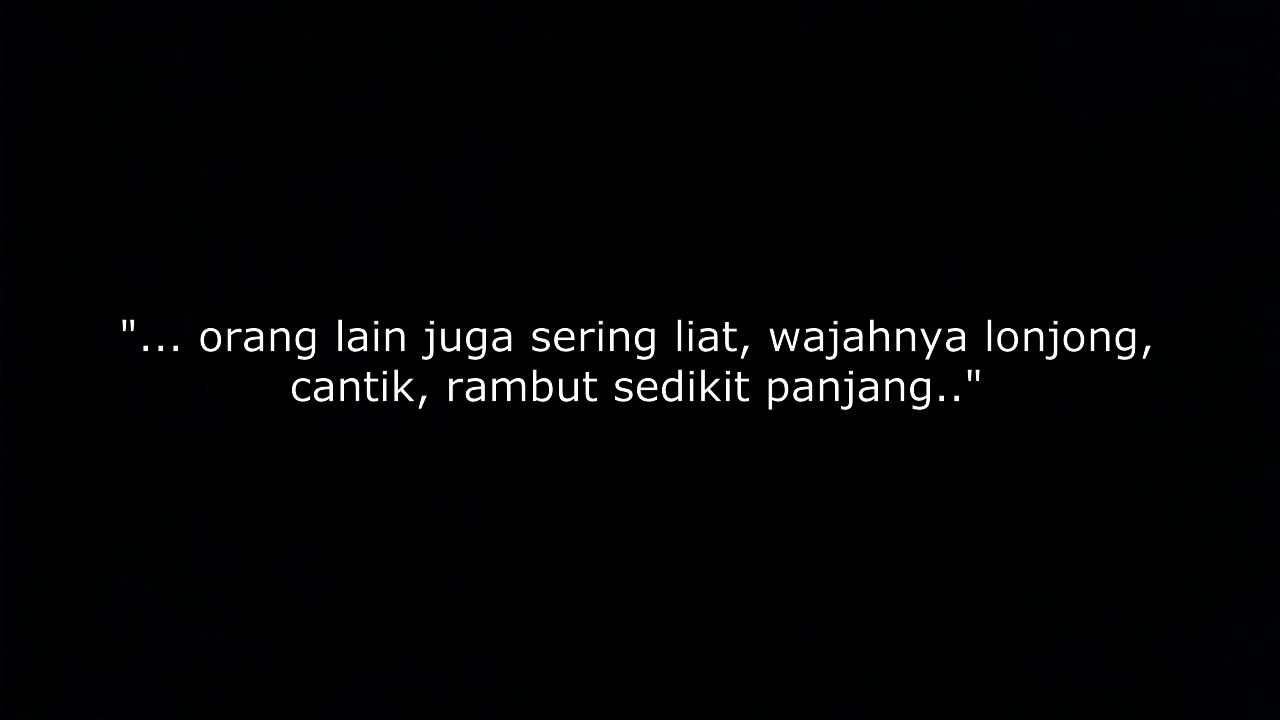 "... orang lain juga sering liat, wajahnya lonjong,
cantik, rambut sedikit panjang.."